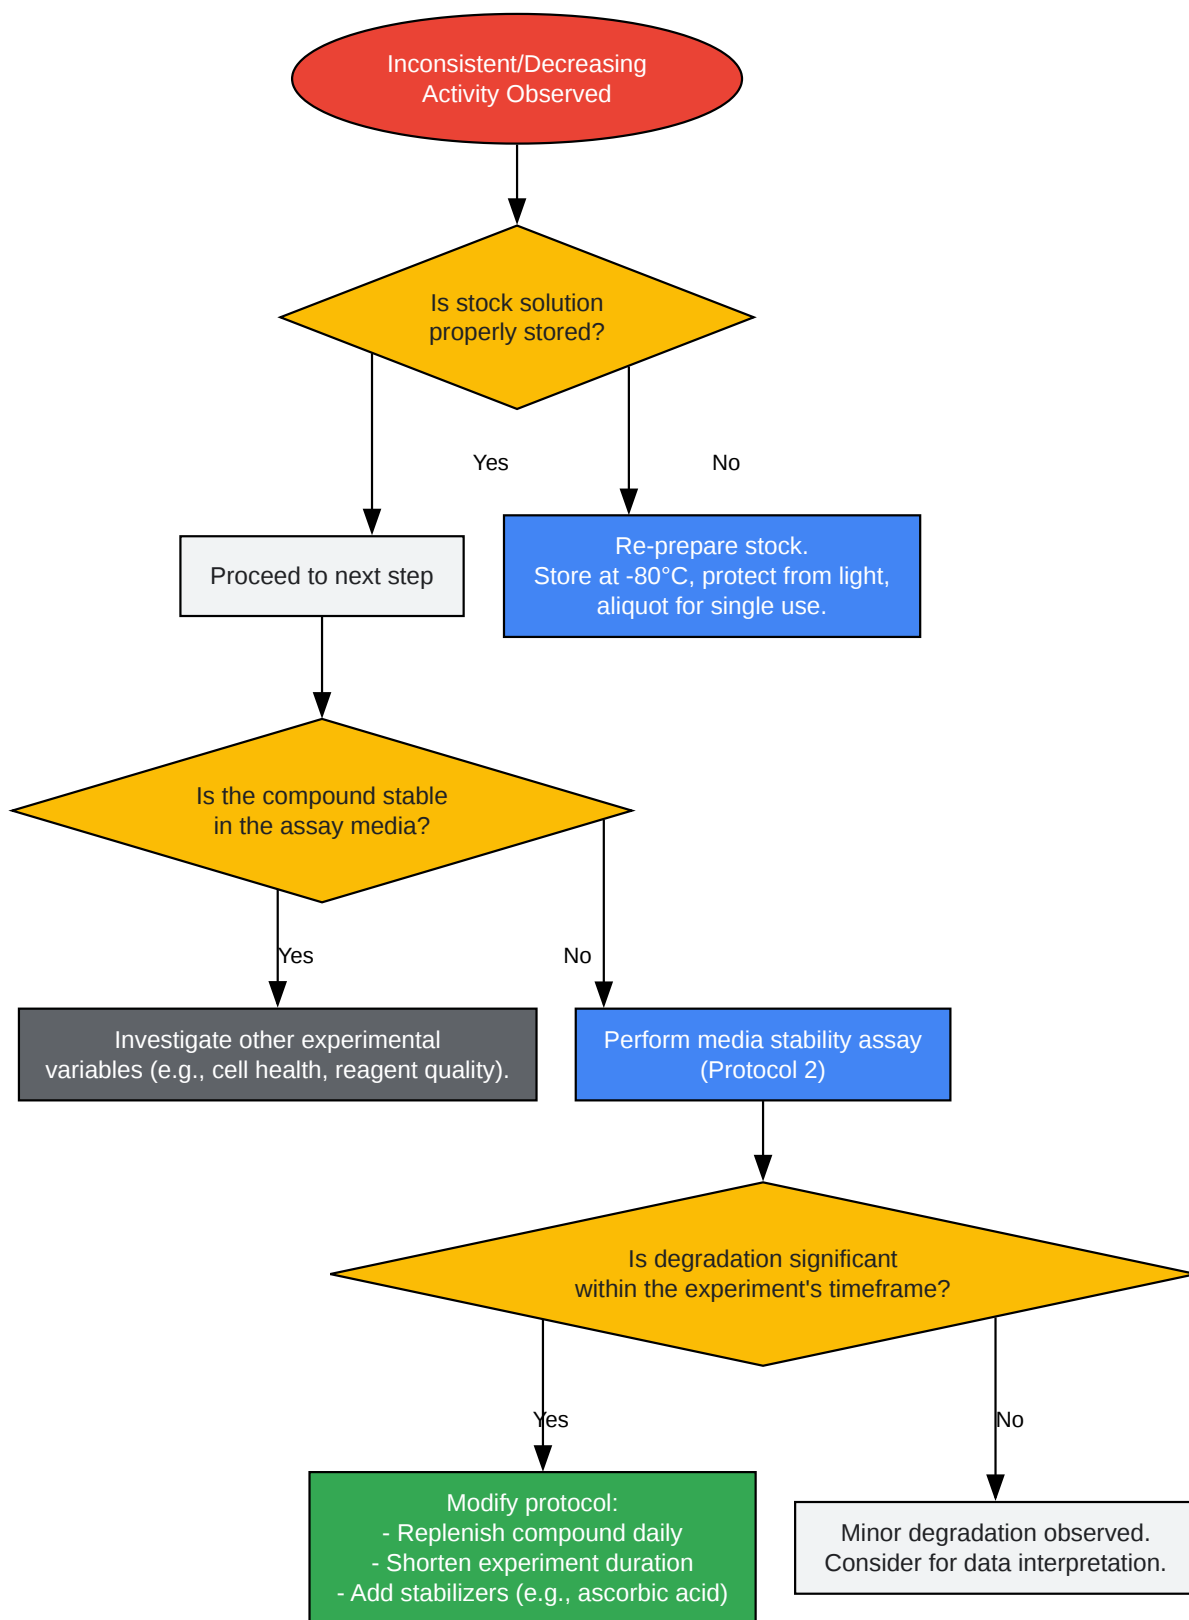 Inconsistent/Decreasing
Activity Observed
Is stock solution
properly stored?
Yes
No
Proceed to next step
Re-prepare stock.
Store at -80°C, protect from light,
aliquot for single use.
Is the compound stable
in the assay media?
Yes
No
Investigate other experimental
variables (e.g., cell health, reagent quality).
Perform media stability assay
(Protocol 2)
Is degradation significant
within the experiment's timeframe?
Yes
No
Modify protocol:
- Replenish compound daily
- Shorten experiment duration
- Add stabilizers (e.g., ascorbic acid)
Minor degradation observed.
Consider for data interpretation.